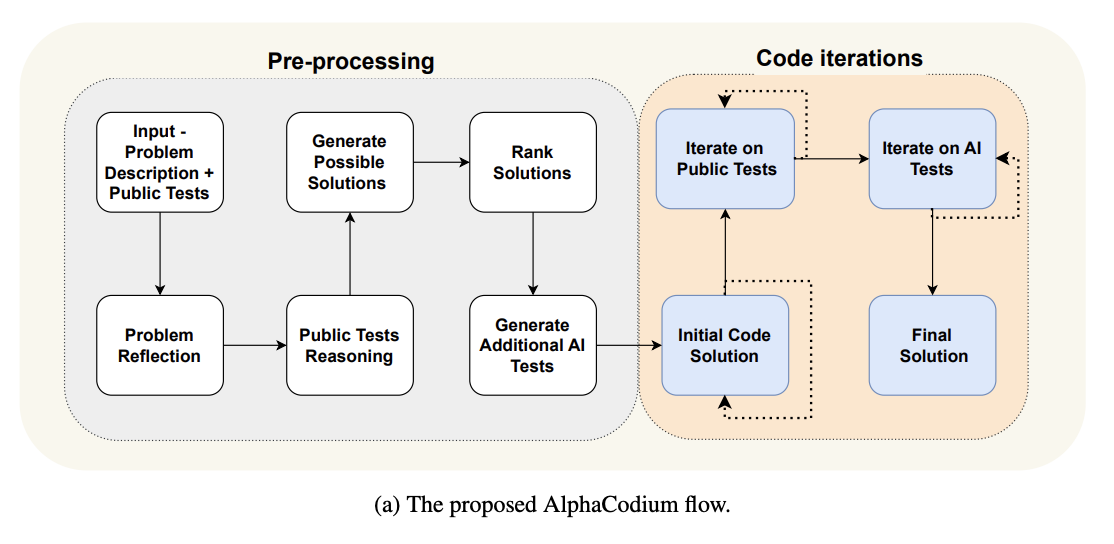 Pre-processing
Code iterations
Input -
Problem
Description +
Public Tests
Generate
Possible
Solutions
Rank
Solutions
Iterate on
Public Tests
Iterate on AI
Tests
Problem
Reflection
Public Tests
Reasoning
Generate
Additional AI
Tests
Initial Code
Solution
Final
Solution
(a) The proposed AlphaCodium flow.